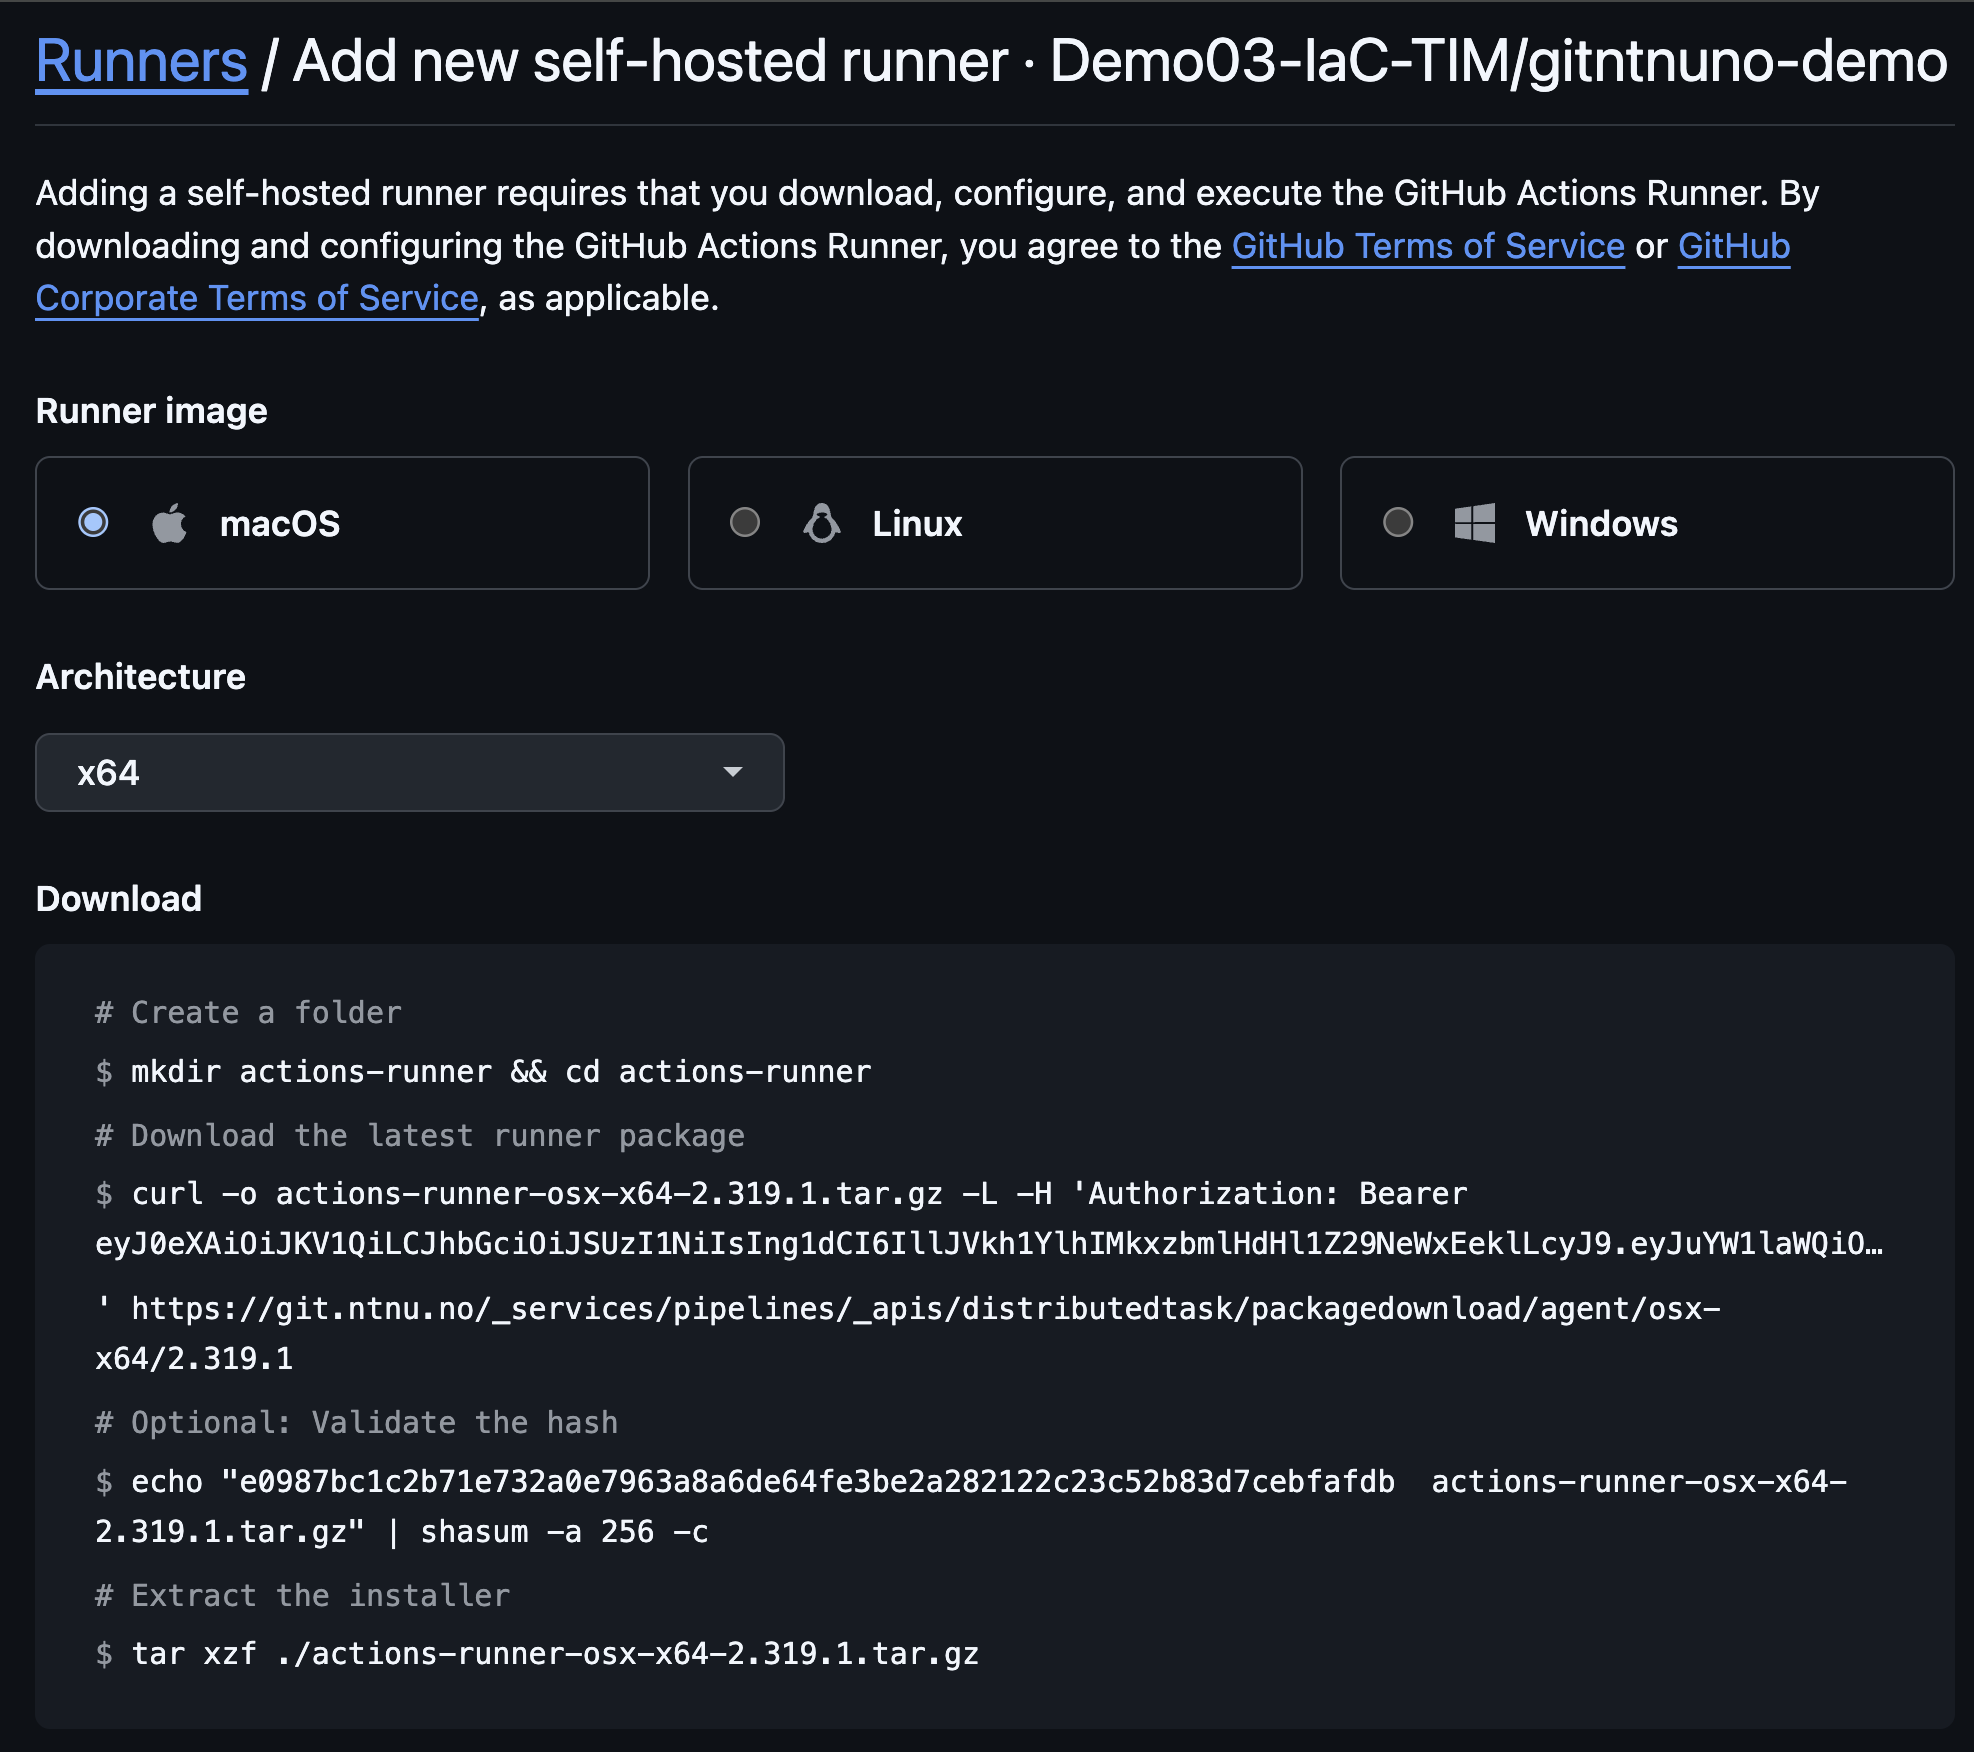 Runners / Add new self-hosted runner · Demo03-IaC-TIM/gitntnuno-demo
Adding a self-hosted runner requires that you download, configure, and execute the GitHub Actions Runner. By
downloading and configuring the GitHub Actions Runner, you agree to the GitHub Terms of Service or GitHub
Corporate Terms of Service, as applicable.
Runner image
macOS
Linux
Windows
Architecture
x64
Download
# Create a folder
$ mkdir actions-runner && cd actions-runner
# Download the latest runner package
$ curl -o actions-runner-osx-x64-2.319.1.tar.gz -L -H 'Authorization: Bearer
eyJ0eXAiOiJKV1QiLCJhbGciOiJSUzI1NiIsIng1dCI6IllJVkh1YlhIMkxzbmlHdHl1Z29NeWxEeklLcyJ9.eyJuYW1laWQiO…
' https://git.ntnu.no/_services/pipelines/_apis/distributedtask/packagedownload/agent/osx-
x64/2.319.1
# Optional: Validate the hash
$ echo "e0987bc1c2b71e732a0e7963a8a6de64fe3be2a282122c23c52b83d7cebfafdb  actions-runner-osx-x64-
2.319.1.tar.gz" | shasum -a 256 -c
# Extract the installer
$ tar xzf ./actions-runner-osx-x64-2.319.1.tar.gz